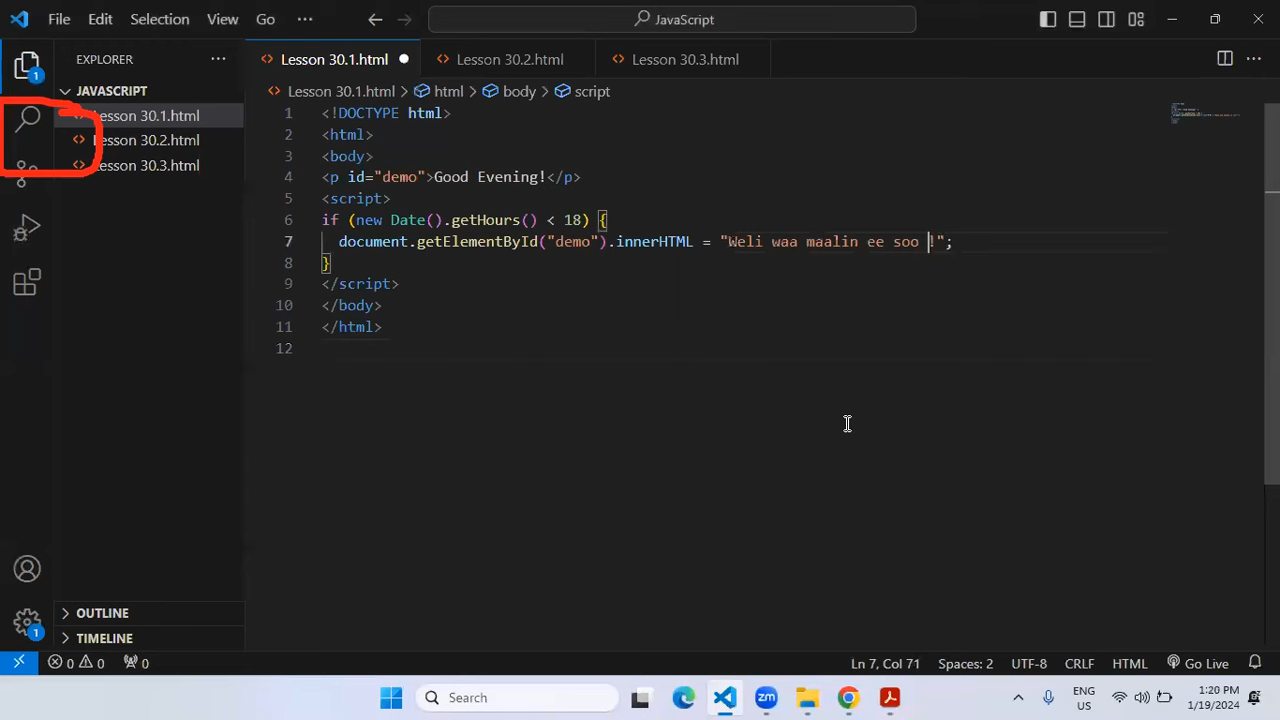 File Edit Selection View Go ··· JavaScript
EXPLORER ···
Lesson 30.1.html Lesson 30.2.html Lesson 30.3.html
1
JAVASCRIPT
Lesson 30.1.html
Lesson 30.2.html
Lesson 30.3.html
Lesson 30.1.html > html > body > script
1 <!DOCTYPE html>
2 <html>
3 <body>
4 <p id="demo">Good Evening!</p>
5 <script>
6 if (new Date().getHours() < 18) {
7 document.getElementById("demo").innerHTML = "Weli waa maalin ee soo !";
8 }
9 </script>
10 </body>
11 </html>
12
OUTLINE
TIMELINE
1
0 0 0 Ln 7, Col 71 Spaces: 2 UTF-8 CRLF HTML Go Live
Search
ENG
US
1:20 PM
1/19/2024